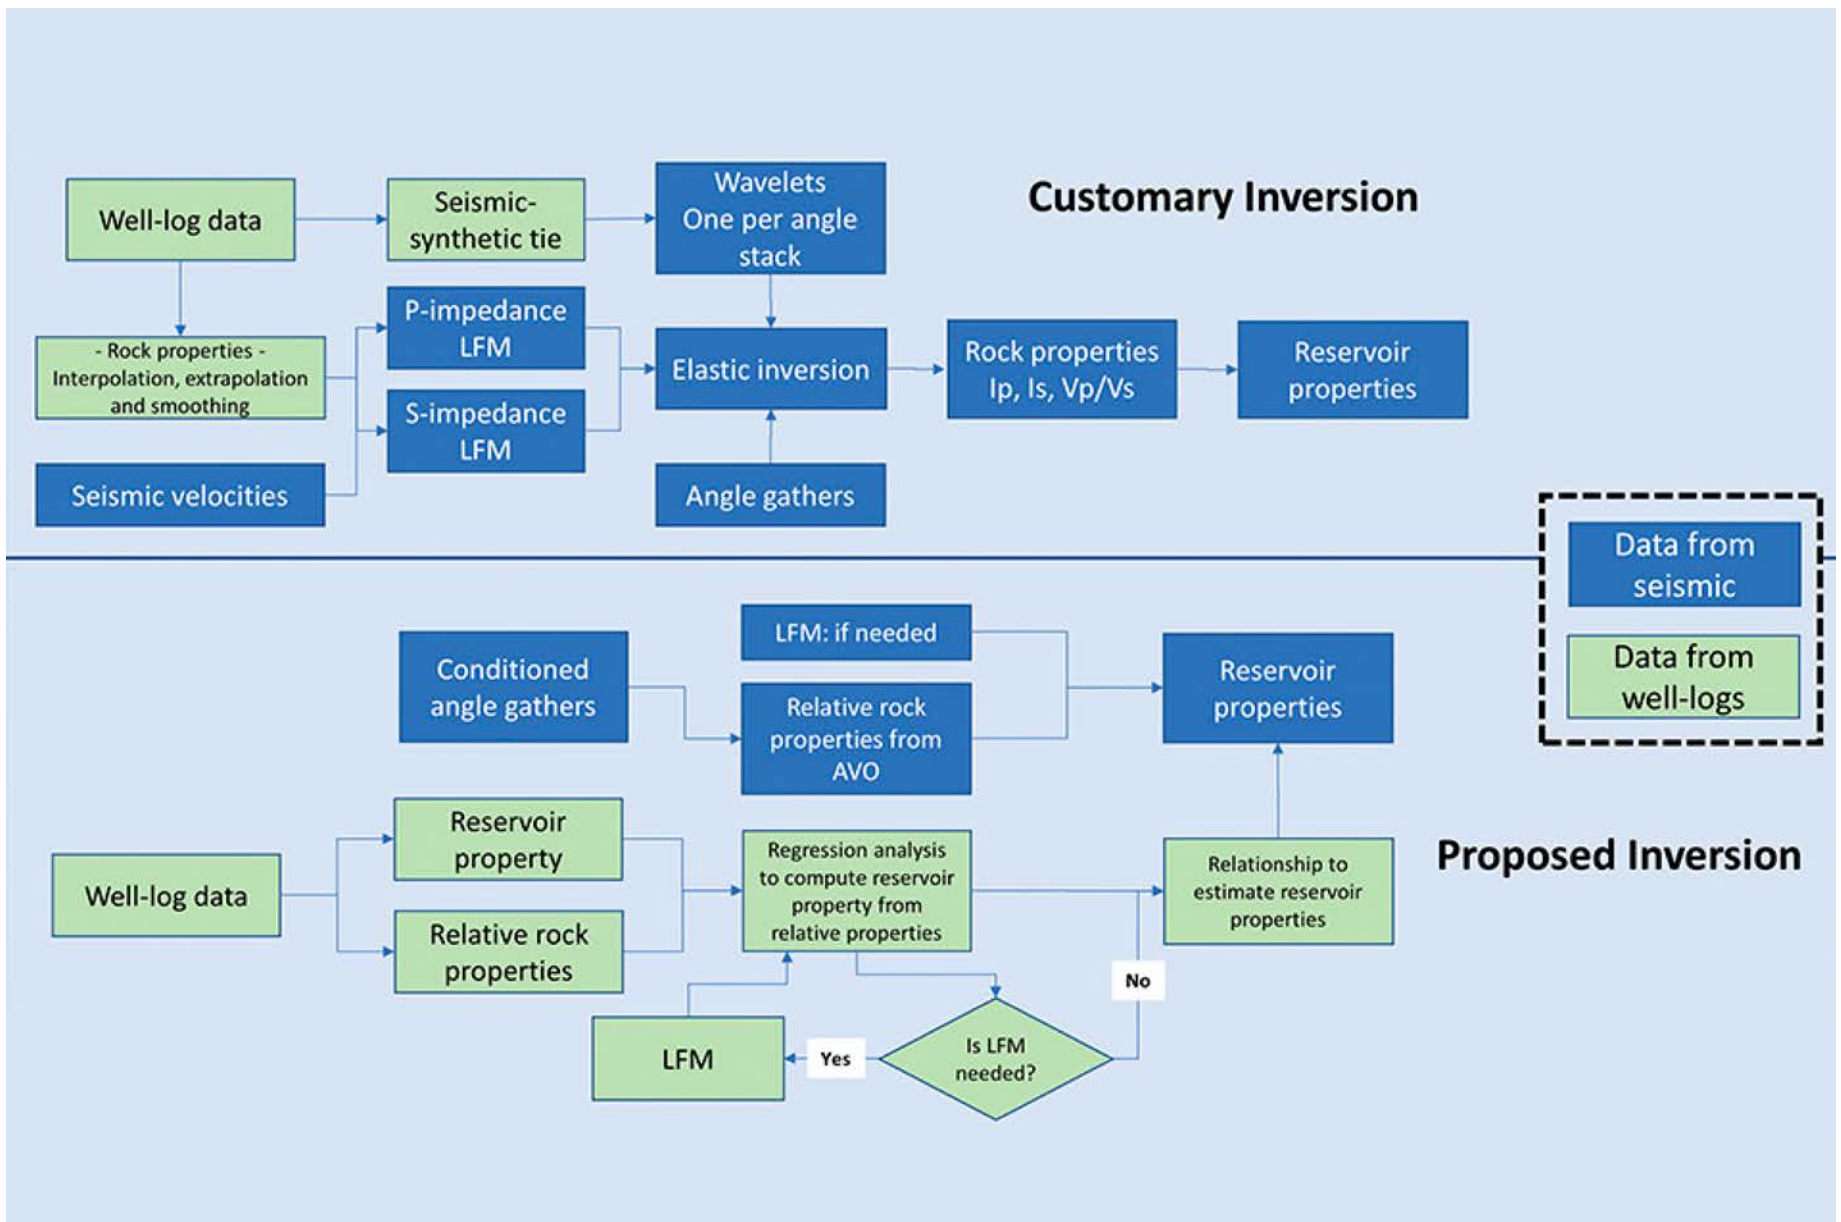 Customary Inversion
Well-log data
Seismic-
synthetic tie
Wavelets
One per angle
stack
- Rock properties -
Interpolation, extrapolation
and smoothing
P-impedance
LFM
S-impedance
LFM
Seismic velocities
Elastic inversion
Angle gathers
Rock properties
Ip, Is, Vp/Vs
Reservoir
properties
Data from
seismic
Data from
well-logs
Conditioned
angle gathers
LFM: if needed
Relative rock
properties from
AVO
Reservoir
properties
Proposed Inversion
Well-log data
Reservoir
property
Relative rock
properties
Regression analysis
to compute reservoir
property from
relative properties
Relationship to
estimate reservoir
properties
No
LFM
Yes
Is LFM
needed?